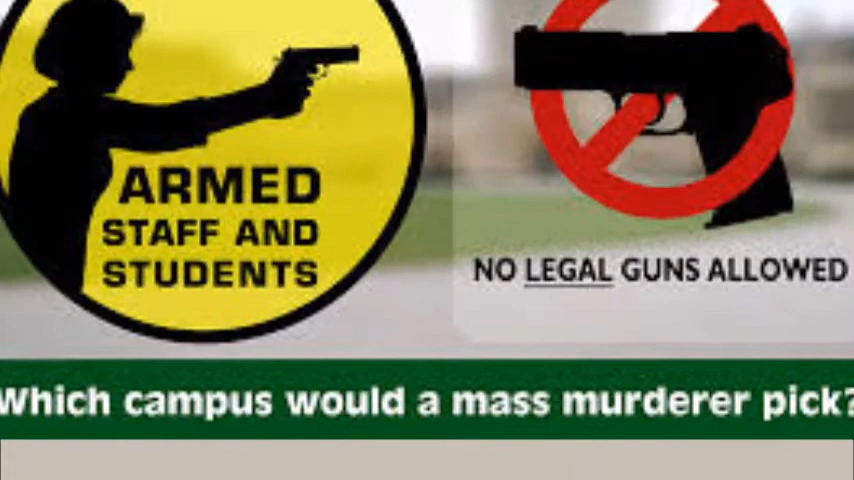 ARMED
STAFF AND
STUDENTS
NO LEGAL GUNS ALLOWED
Which campus would a mass murderer pick?